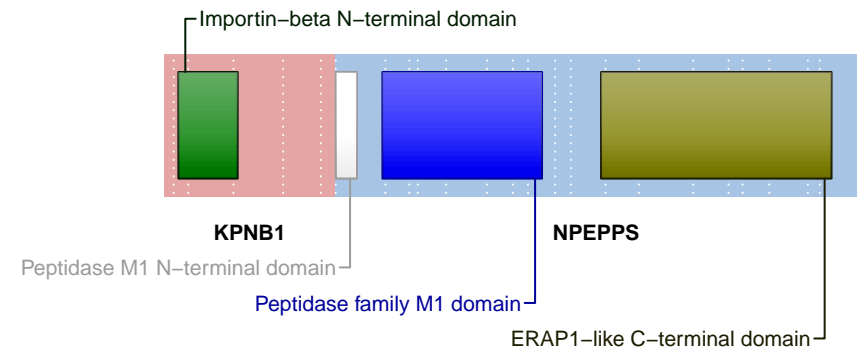 Importin−beta N−terminal domain
KPNB1 NPEPPS
Peptidase M1 N−terminal domain
Peptidase family M1 domain
ERAP1−like C−terminal domain